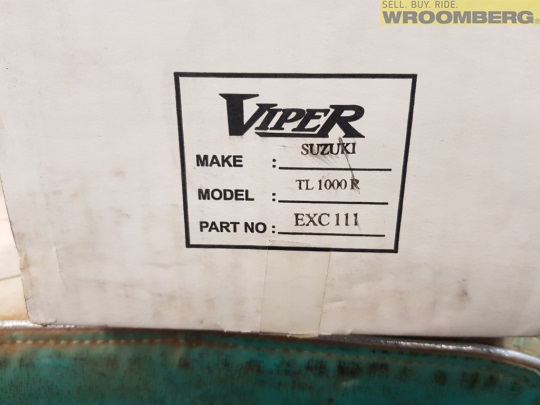 SELL. BUY. RIDE.
WROOMBERG®
VIPER
MAKE : SUZUKI
MODEL : TL 1000 R
PART NO : EXC 111